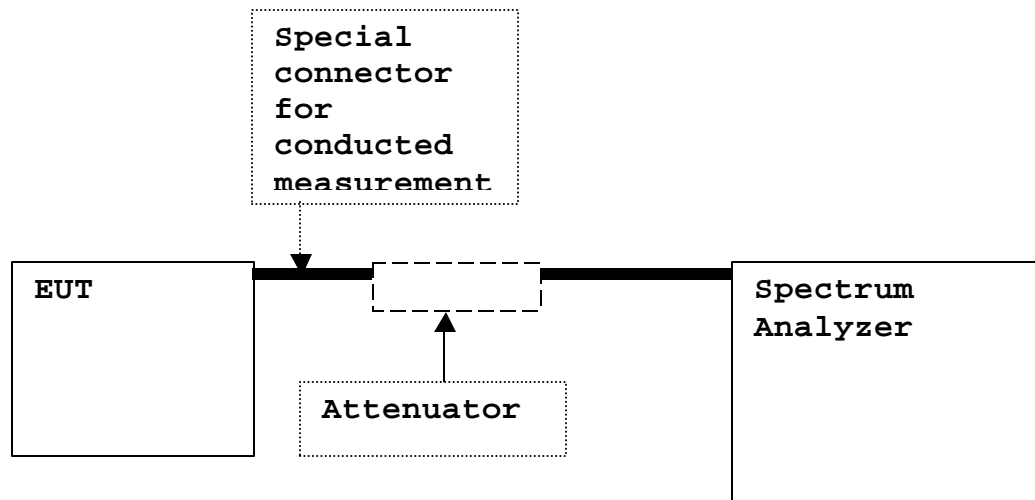 Special
connector
for
conducted
measurement
EUT
Spectrum
Analyzer
Attenuator